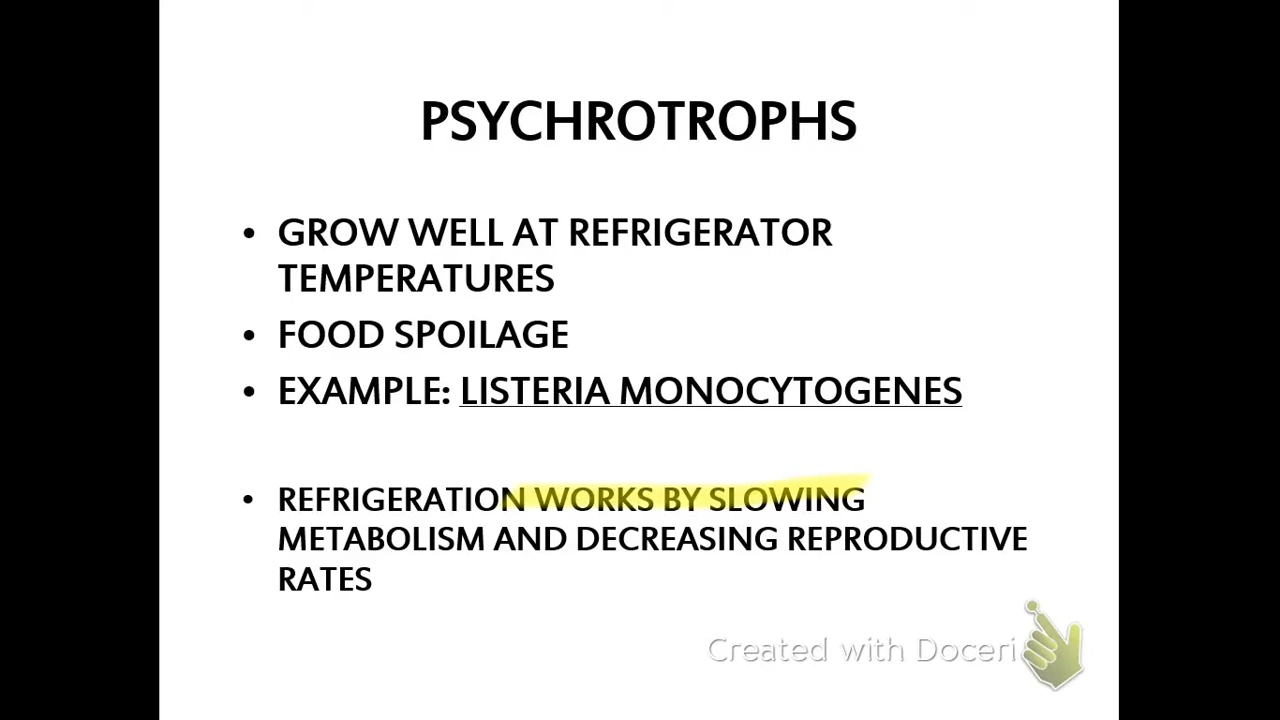 PSYCHROTROPHS
• GROW WELL AT REFRIGERATOR
TEMPERATURES
• FOOD SPOILAGE
• EXAMPLE: LISTERIA MONOCYTOGENES
• REFRIGERATION WORKS BY SLOWING
METABOLISM AND DECREASING REPRODUCTIVE
RATES
Created with Doceri